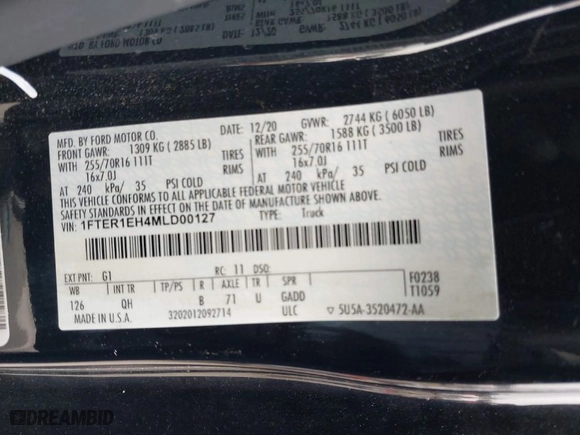 MFD. BY FORD MOTOR CO.
DATE: 12/20 GVWR: 2744 KG ( 6050 LB)
FRONT GAWR: 1309 KG ( 2885 LB) REAR GAWR: 1588 KG ( 3500 LB)
WITH 255/70R16 111T TIRES WITH 255/70R16 111T TIRES
16x7.0J RIMS 16x7.0J RIMS
AT 240 kPa/ 35 PSI COLD AT 240 kPa/ 35 PSI COLD
THIS VEHICLE CONFORMS TO ALL APPLICABLE FEDERAL MOTOR VEHICLE
SAFETY STANDARDS IN EFFECT ON THE DATE OF MANUFACTURE SHOWN ABOVE.
VIN: 1FTER1EH4MLD00127 TYPE: Truck
EXT PNT: G1 RC: 11 DSO:
WB INT TR TP/PS R AXLE TR SPR F0238
126 QH B 71 U GADD T1059
MADE IN U.S.A. 3202012092714 ULC 5U5A-3520472-AA
DREAMBID